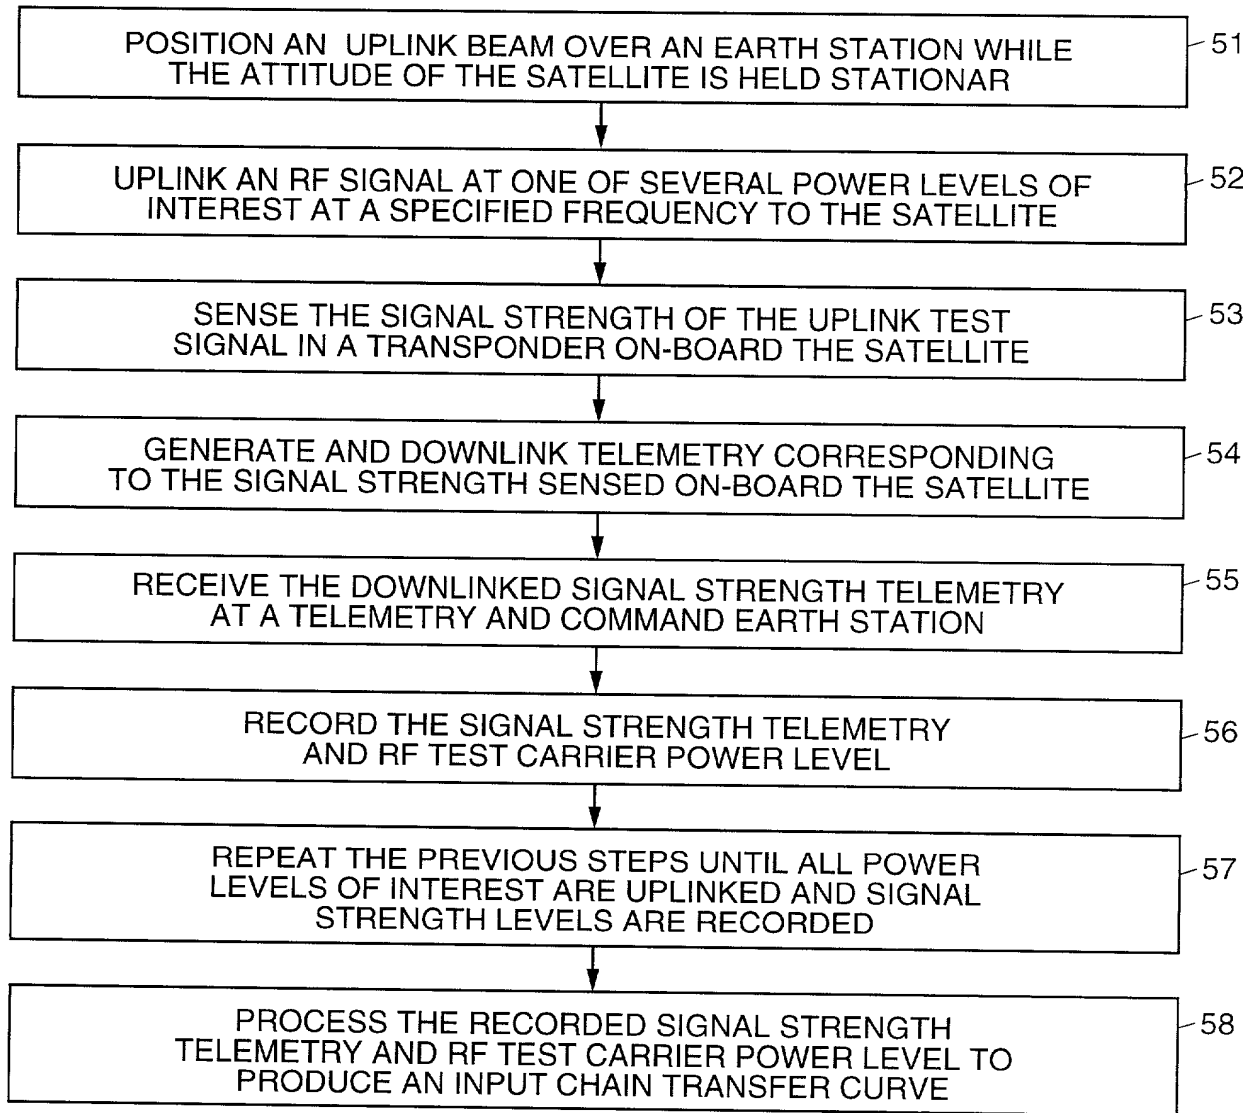 POSITION AN UPLINK BEAM OVER AN EARTH STATION WHILE
THE ATTITUDE OF THE SATELLITE IS HELD STATIONAR
51
UPLINK AN RF SIGNAL AT ONE OF SEVERAL POWER LEVELS OF
INTEREST AT A SPECIFIED FREQUENCY TO THE SATELLITE
52
SENSE THE SIGNAL STRENGTH OF THE UPLINK TEST
SIGNAL IN A TRANSPONDER ON-BOARD THE SATELLITE
53
GENERATE AND DOWNLINK TELEMETRY CORRESPONDING
TO THE SIGNAL STRENGTH SENSED ON-BOARD THE SATELLITE
54
RECEIVE THE DOWNLINKED SIGNAL STRENGTH TELEMETRY
AT A TELEMETRY AND COMMAND EARTH STATION
55
RECORD THE SIGNAL STRENGTH TELEMETRY
AND RF TEST CARRIER POWER LEVEL
56
REPEAT THE PREVIOUS STEPS UNTIL ALL POWER
LEVELS OF INTEREST ARE UPLINKED AND SIGNAL
STRENGTH LEVELS ARE RECORDED
57
PROCESS THE RECORDED SIGNAL STRENGTH
TELEMETRY AND RF TEST CARRIER POWER LEVEL TO
PRODUCE AN INPUT CHAIN TRANSFER CURVE
58